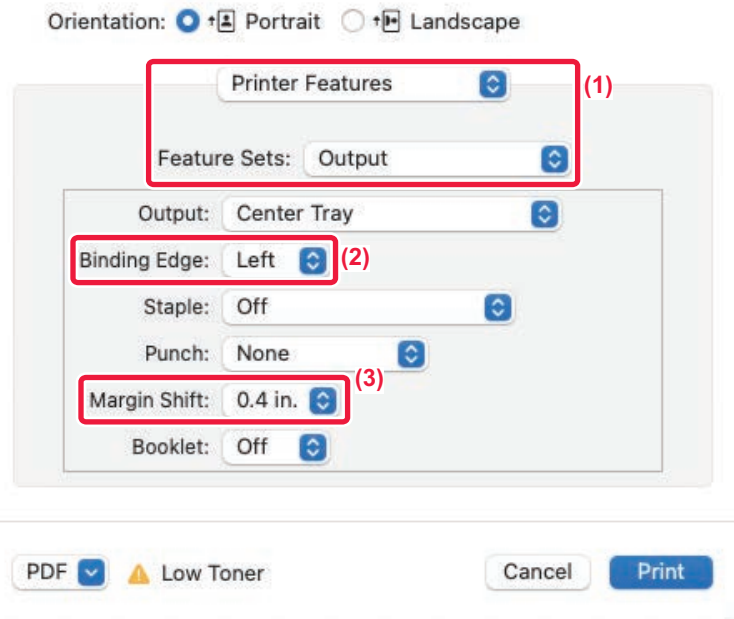 Orientation: Portrait Landscape
Printer Features (1)
Feature Sets: Output
Output: Center Tray
Binding Edge: Left (2)
Staple: Off
Punch: None
(3)
Margin Shift: 0.4 in.
Booklet: Off
PDF Low Toner Cancel Print